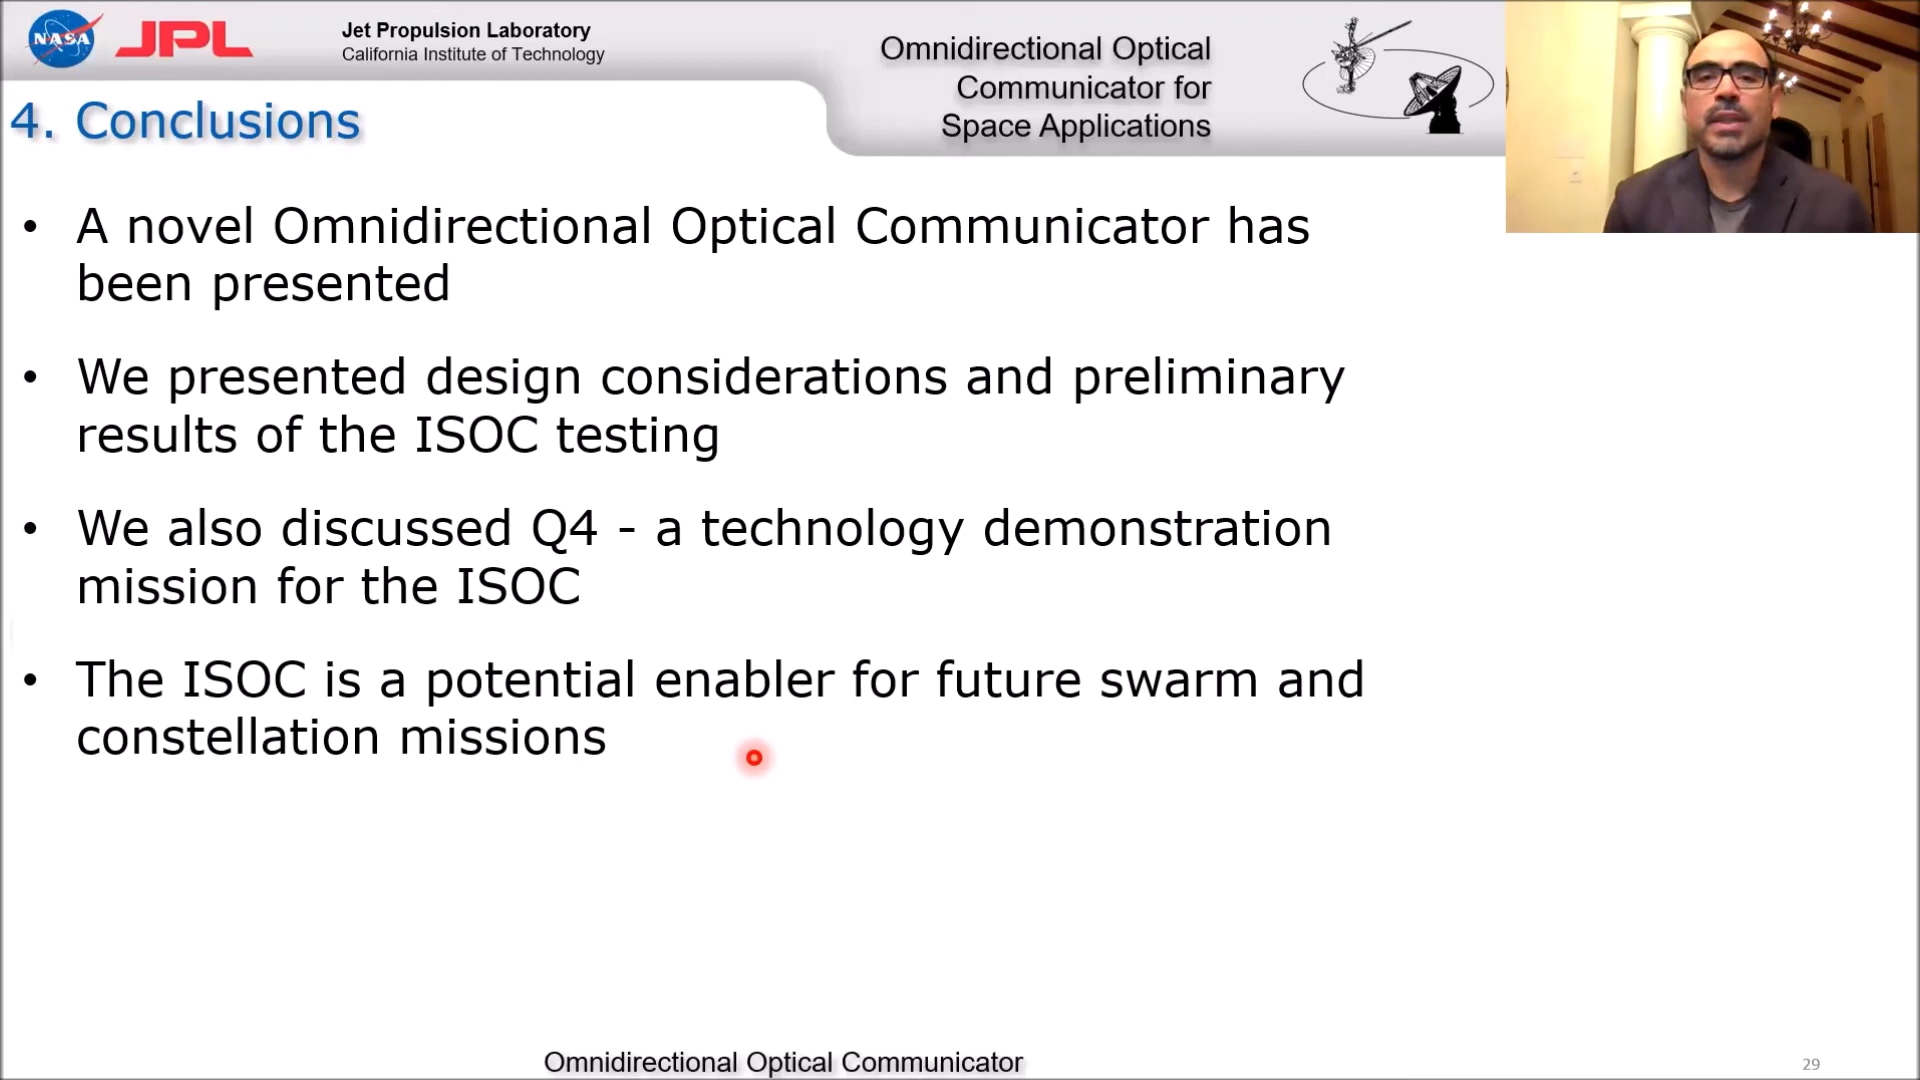 NASA
JPL
Jet Propulsion Laboratory
California Institute of Technology
Omnidirectional Optical
Communicator for
Space Applications
4. Conclusions
• A novel Omnidirectional Optical Communicator has
been presented
• We presented design considerations and preliminary
results of the ISOC testing
• We also discussed Q4 - a technology demonstration
mission for the ISOC
• The ISOC is a potential enabler for future swarm and
constellation missions
Omnidirectional Optical Communicator
29